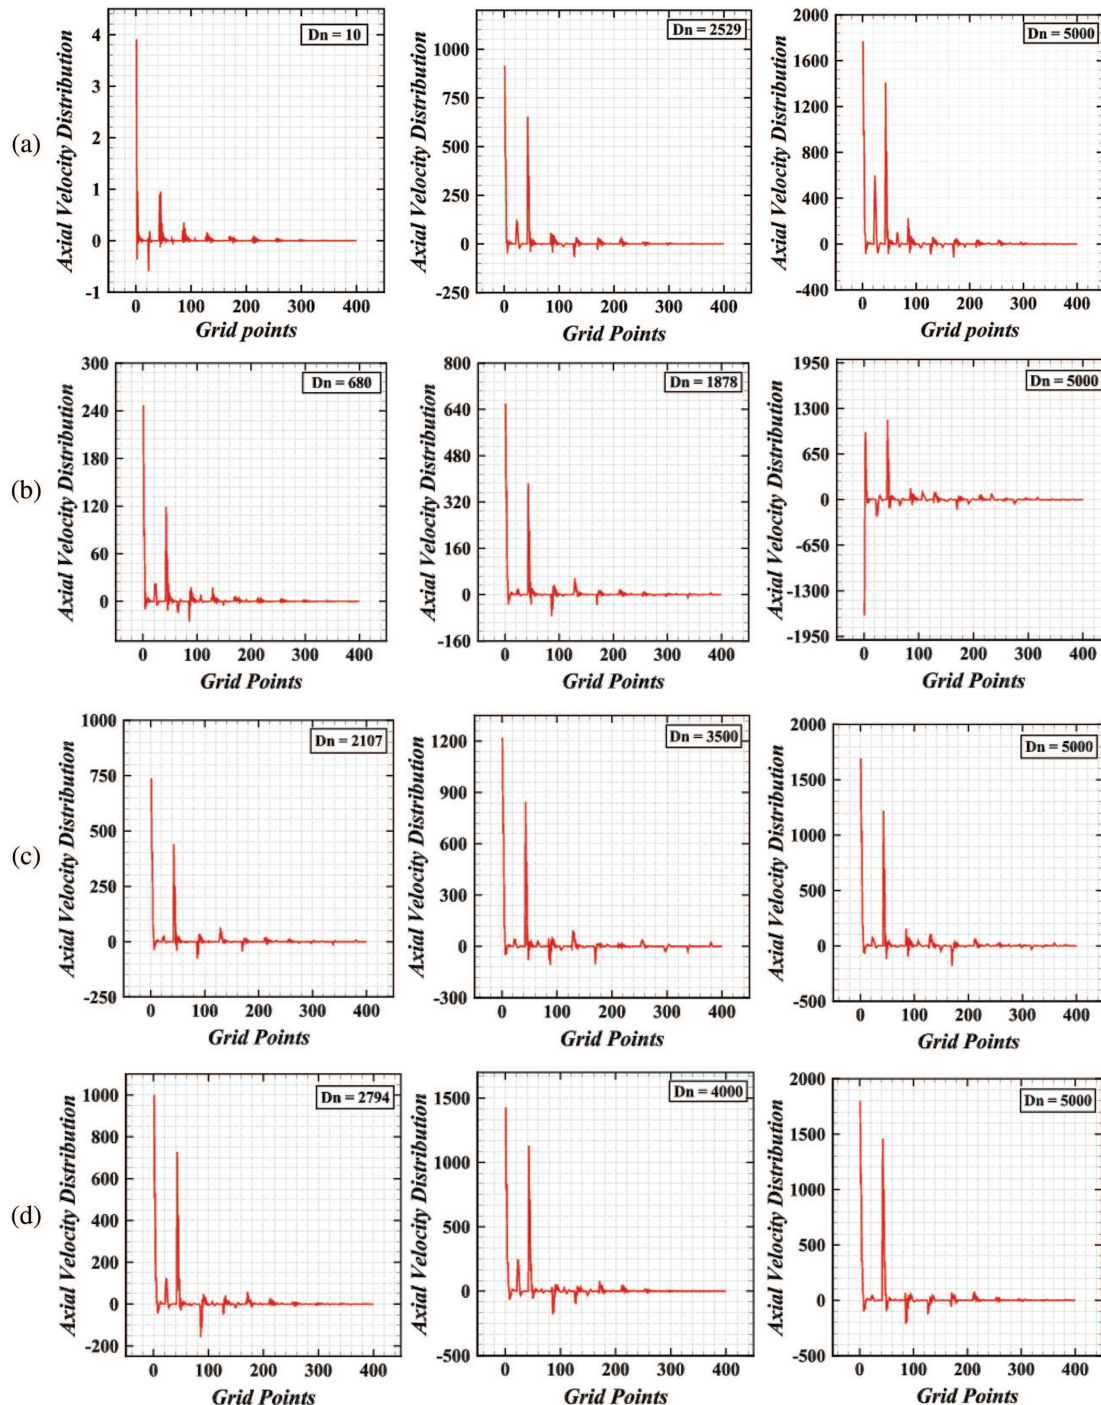 (a)
Axial Velocity Distribution
4
3
2
1
0
-1
Dn = 10
0 100 200 300 400
Grid points
Axial Velocity Distribution
1000
750
500
250
0
-250
Dn = 2529
0 100 200 300 400
Grid Points
Axial Velocity Distribution
2000
1600
1200
800
400
0
-400
Dn = 5000
0 100 200 300 400
Grid points
(b)
Axial Velocity Distribution
300
240
180
120
60
0
Dn = 680
0 100 200 300 400
Grid Points
Axial Velocity Distribution
800
640
480
320
160
0
-160
Dn = 1878
0 100 200 300 400
Grid Points
Axial Velocity Distribution
1950
1300
650
0
-650
-1300
-1950
Dn = 5000
0 100 200 300 400
Grid Points
(c)
Axial Velocity Distribution
1000
750
500
250
0
-250
Dn = 2107
0 100 200 300 400
Grid Points
Axial Velocity Distribution
1200
900
600
300
0
-300
Dn = 3500
0 100 200 300 400
Grid Points
Axial Velocity Distribution
2000
1500
1000
500
0
-500
Dn = 5000
0 100 200 300 400
Grid Points
(d)
Axial Velocity Distribution
1000
800
600
400
200
0
-200
Dn = 2794
0 100 200 300 400
Grid Points
Axial Velocity Distribution
1500
1000
500
0
-500
Dn = 4000
0 100 200 300 400
Grid Points
Axial Velocity Distribution
2000
1500
1000
500
0
-500
Dn = 5000
0 100 200 300 400
Grid Points